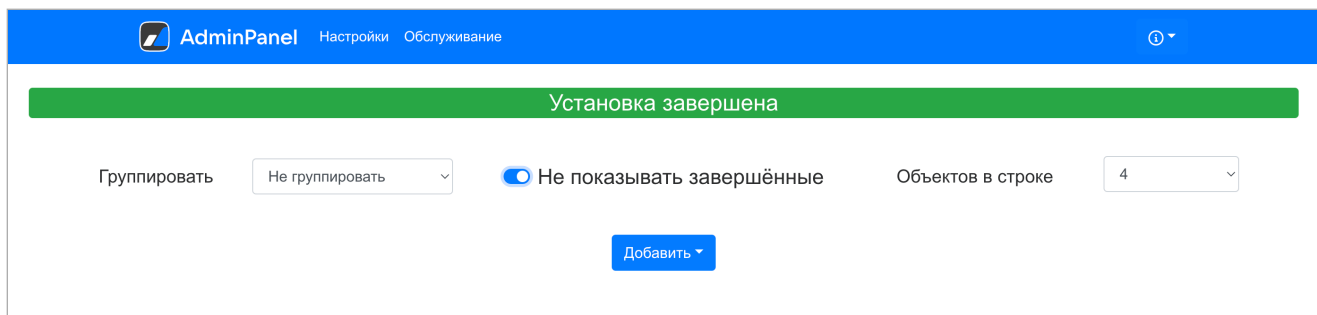 AdminPanel Настройки Обслуживание
Установка завершена
Группировать Не группировать Не показывать завершённые Объектов в строке 4
Добавить